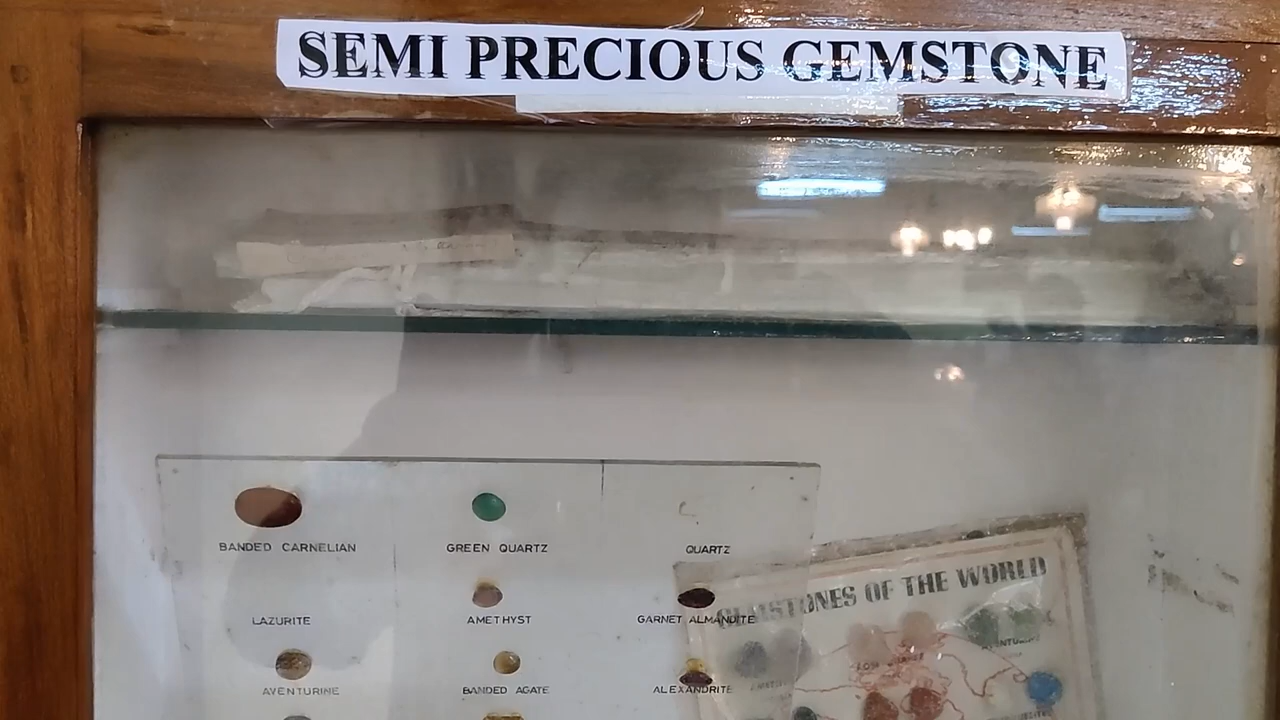 SEMI PRECIOUS GEMSTONE
BANDED CARNELIAN
GREEN QUARTZ
QUARTZ
LAZURITE
AMETHYST
GARNET ALMANDITE
AVENTURINE
BANDED AGATE
ALEXANDRITE
GEMSTONES OF THE WORLD